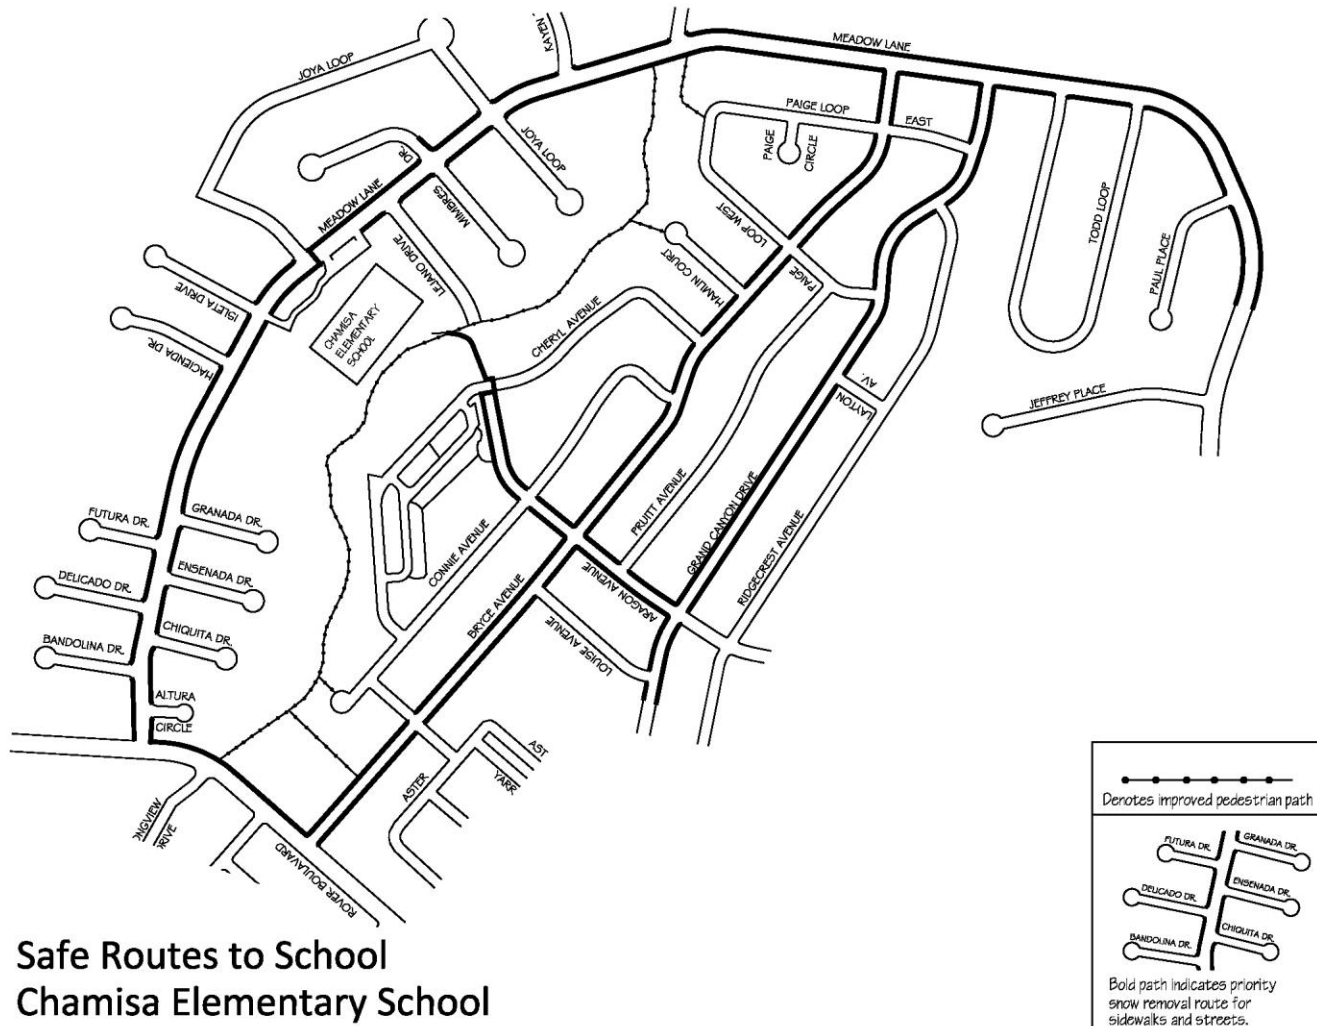 KAYEN
MEADOW LANE
JOYA LOOP
PAIGE LOOP
EAST
PAIGE
CIRCLE
JOYA LOOP
DR.
MIMBRES
MEADOW LANE
LOOP WEST
TODD LOOP
LEJANO DRIVE
HAMLIN COURT
PAIGE
PAUL PLACE
ISLETA DRIVE
CHERYL AVENUE
CHAMISA
ELEMENTARY
SCHOOL
HACIENDA DR.
AV.
LAYTON
JEFFREY PLACE
PRUITT AVENUE
GRAND CANYON DRIVE
FUTURA DR.
GRANADA DR.
CONNIE AVENUE
RIDGECREST AVENUE
DELICADO DR.
ENSENADA DR.
BRYCE AVENUE
ARAGON AVENUE
BANDOLINA DR.
CHIQUITA DR.
LOUISE AVENUE
ALTURA
CIRCLE
AST
YARR
ASTER
ONGVIEW
DRIVE
ROVER BOULAVARD
Denotes improved pedestrian path
FUTURA DR.
GRANADA DR.
DELICADO DR.
ENSENADA DR.
BANDOLINA DR.
CHIQUITA DR.
Bold path indicates priority
snow removal route for
sidewalks and streets.
Safe Routes to School
Chamisa Elementary School